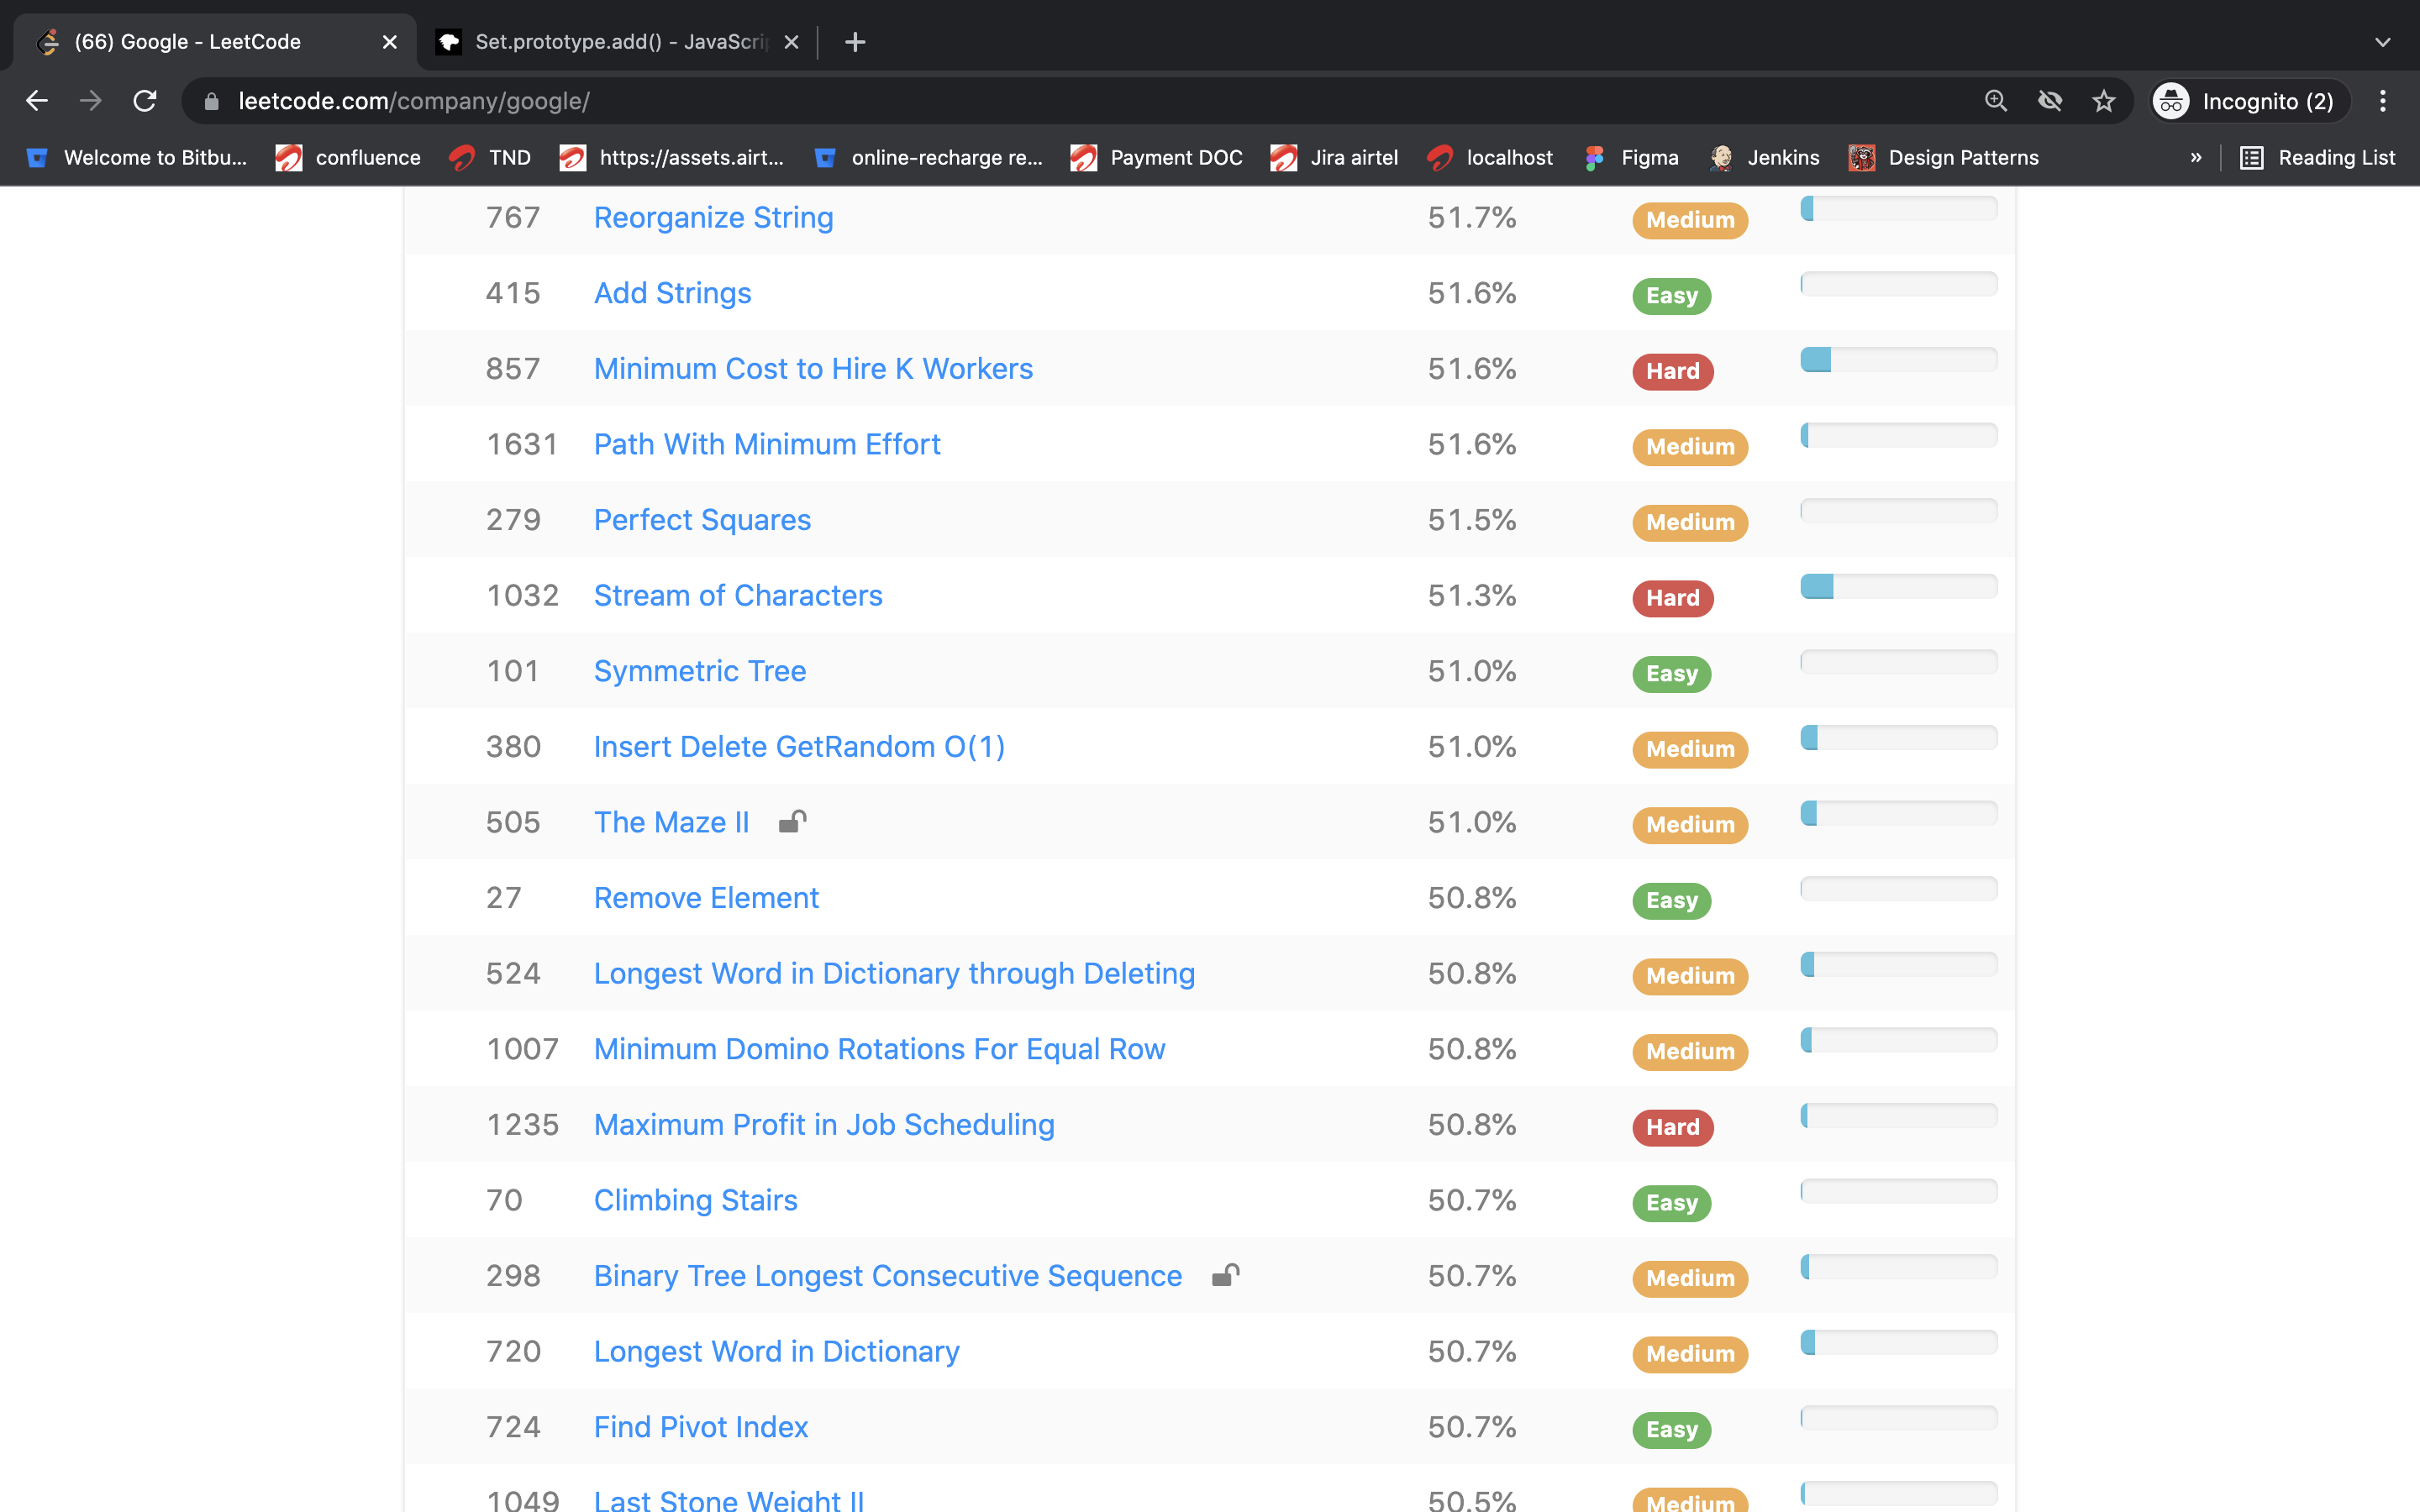 (66) Google - LeetCode
Set.prototype.add() - JavaScri
leetcode.com/company/google/
Incognito (2)
Welcome to Bitbu... confluence TND https://assets.airt... online-recharge re... Payment DOC Jira airtel localhost Figma Jenkins Design Patterns » Reading List
767 Reorganize String 51.7% Medium
415 Add Strings 51.6% Easy
857 Minimum Cost to Hire K Workers 51.6% Hard
1631 Path With Minimum Effort 51.6% Medium
279 Perfect Squares 51.5% Medium
1032 Stream of Characters 51.3% Hard
101 Symmetric Tree 51.0% Easy
380 Insert Delete GetRandom O(1) 51.0% Medium
505 The Maze II 51.0% Medium
27 Remove Element 50.8% Easy
524 Longest Word in Dictionary through Deleting 50.8% Medium
1007 Minimum Domino Rotations For Equal Row 50.8% Medium
1235 Maximum Profit in Job Scheduling 50.8% Hard
70 Climbing Stairs 50.7% Easy
298 Binary Tree Longest Consecutive Sequence 50.7% Medium
720 Longest Word in Dictionary 50.7% Medium
724 Find Pivot Index 50.7% Easy
1049 Last Stone Weight II 50.5% Medium